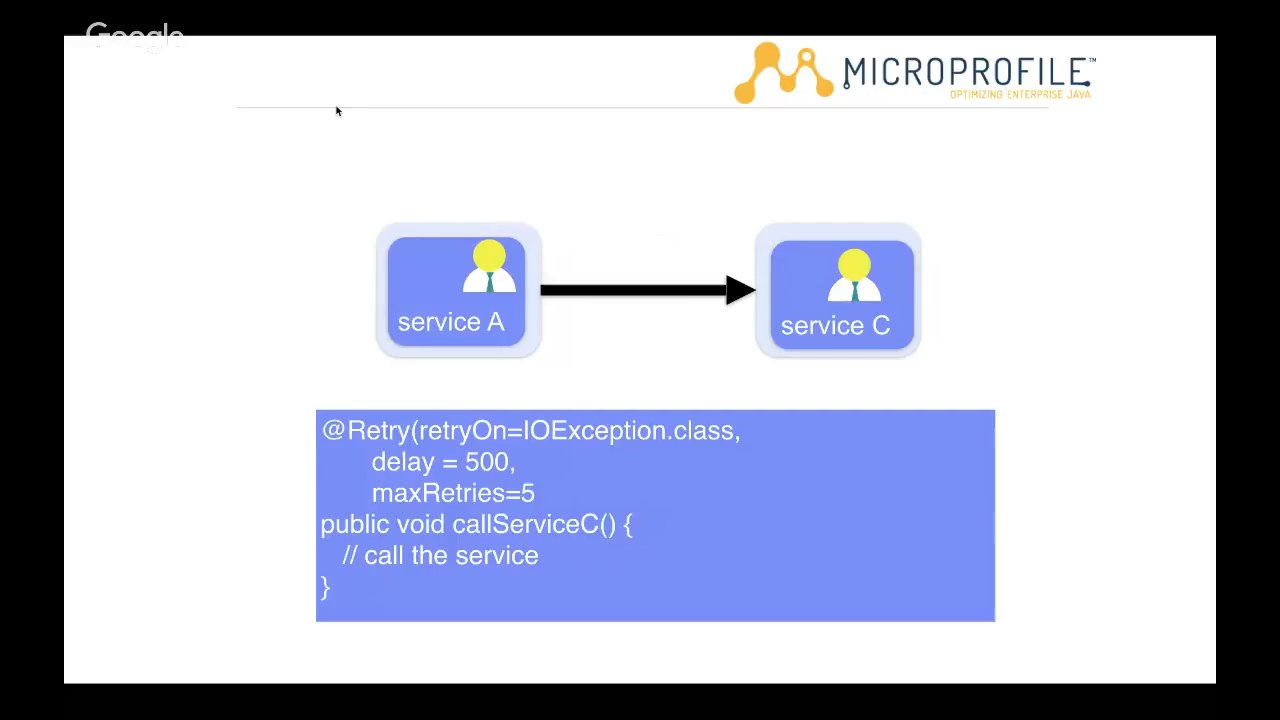 Google
MICROPROFILE™
OPTIMIZING ENTERPRISE JAVA
service A
service C
@Retry(retryOn=IOException.class,
delay = 500,
maxRetries=5
public void callServiceC() {
// call the service
}